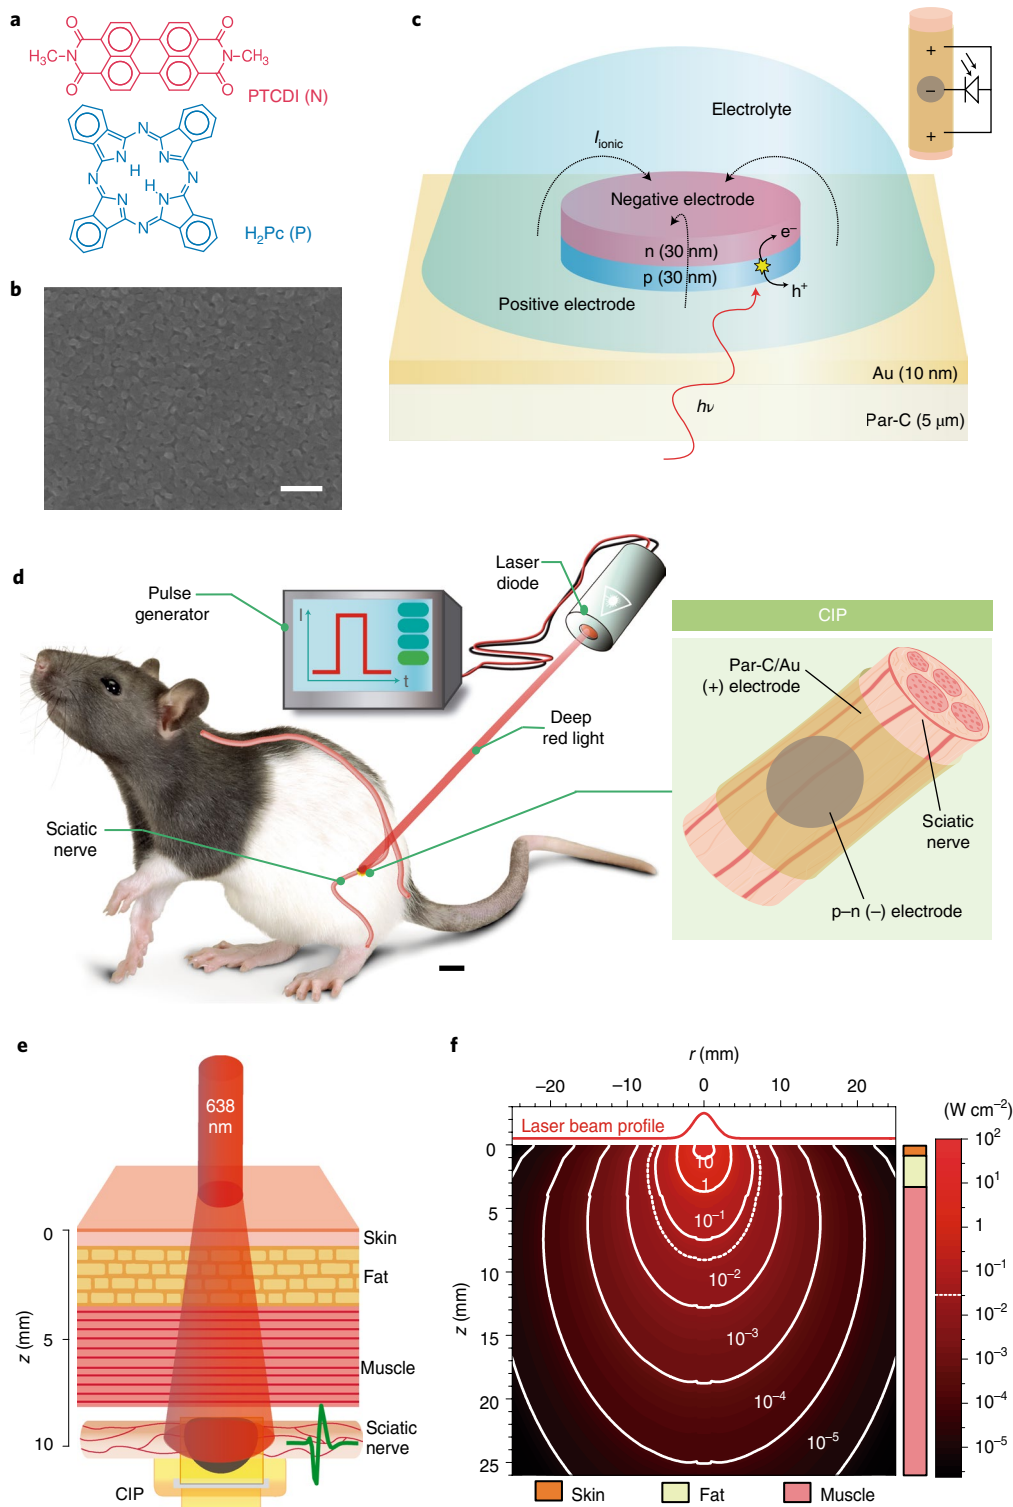 a
O
O
H₃C
N
N
CH₃
O
O
PTCDI (N)
N
N
N
H
N
N
N
H
N
N
H₂Pc (P)
b
c
+
−
+
Electrolyte
I ionic
Negative electrode
n (30 nm)
e⁻
p (30 nm)
h⁺
Positive electrode
Au (10 nm)
hν
Par-C (5 μm)
d
Pulse
generator
I
t
Laser
diode
Deep
red light
Sciatic
nerve
CIP
Par-C/Au
(+) electrode
Sciatic
nerve
p–n (−) electrode
e
638
nm
0
5
10
z (mm)
Skin
Fat
Muscle
Sciatic
nerve
CIP
f
r (mm)
−20 −10 0 10 20
Laser beam profile
(W cm⁻²)
0
5
10
15
20
25
z (mm)
10
1
10⁻¹
10⁻²
10⁻³
10⁻⁴
10⁻⁵
10²
10¹
1
10⁻¹
10⁻²
10⁻³
10⁻⁴
10⁻⁵
Skin Fat Muscle